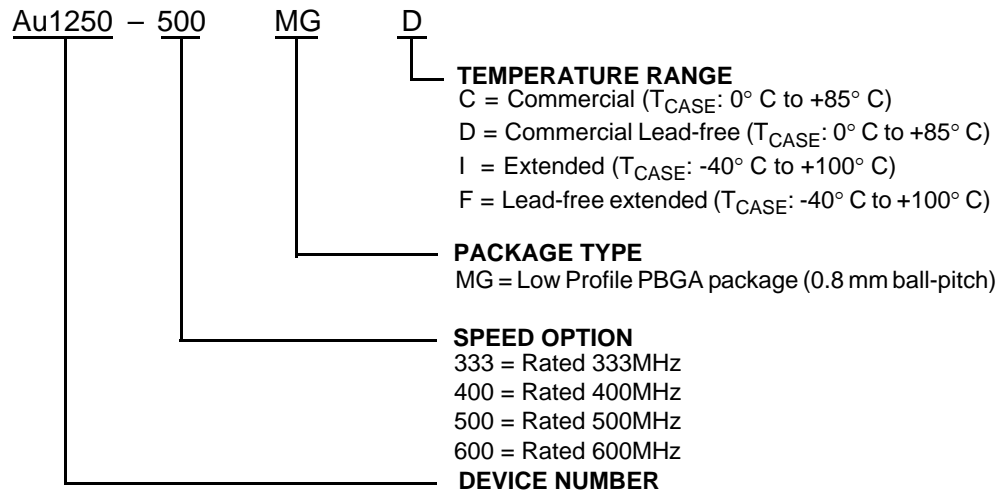 Au1250 – 500 MG D
TEMPERATURE RANGE
C = Commercial (TCASE: 0° C to +85° C)
D = Commercial Lead-free (TCASE: 0° C to +85° C)
I = Extended (TCASE: -40° C to +100° C)
F = Lead-free extended (TCASE: -40° C to +100° C)
PACKAGE TYPE
MG = Low Profile PBGA package (0.8 mm ball-pitch)
SPEED OPTION
333 = Rated 333MHz
400 = Rated 400MHz
500 = Rated 500MHz
600 = Rated 600MHz
DEVICE NUMBER